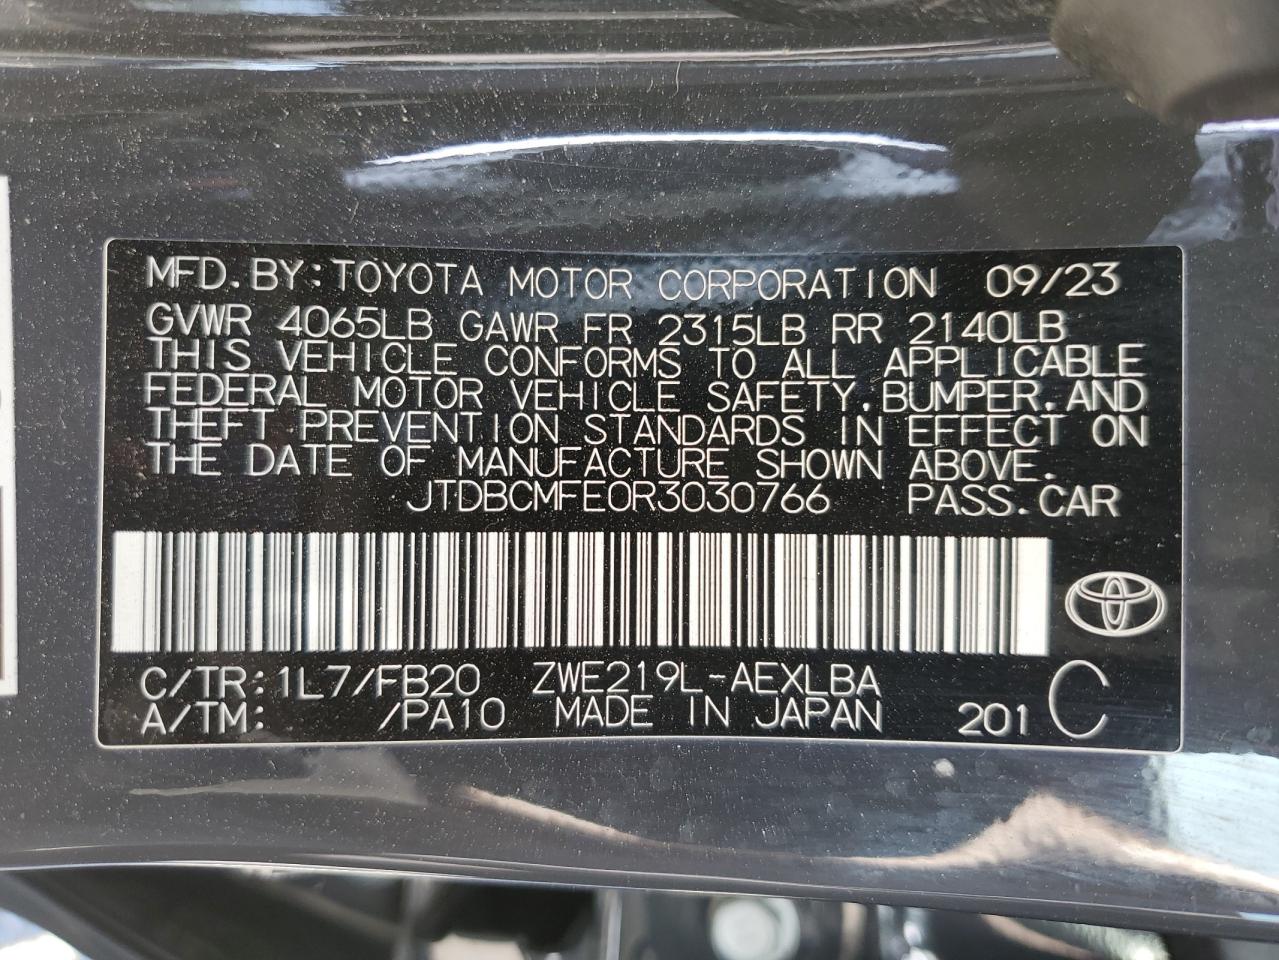 MFD.BY:TOYOTA MOTOR CORPORATION 09/23
GVWR 4065LB GAWR FR 2315LB RR 2140LB
THIS VEHICLE CONFORMS TO ALL APPLICABLE
FEDERAL MOTOR VEHICLE SAFETY,BUMPER,AND
THEFT PREVENTION STANDARDS IN EFFECT ON
THE DATE OF MANUFACTURE SHOWN ABOVE.
JTDBCMFE0R3030766 PASS.CAR
C/TR:1L7/FB20 ZWE219L-AEXLBA
A/TM: /PA10 MADE IN JAPAN 201 C